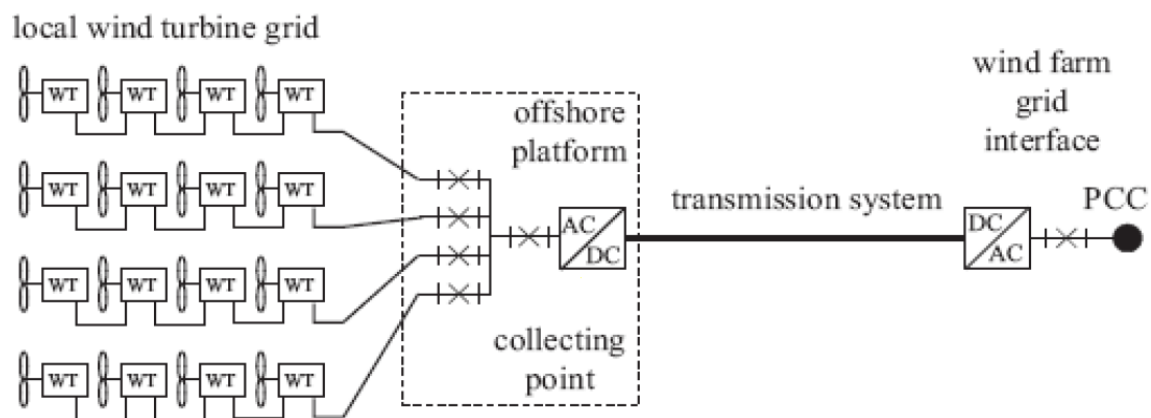 local wind turbine grid
WT WT WT WT
offshore
platform
wind farm
grid
interface
WT WT WT WT
transmission system
PCC
AC
DC
DC
AC
WT WT WT WT
collecting
point
WT WT WT WT